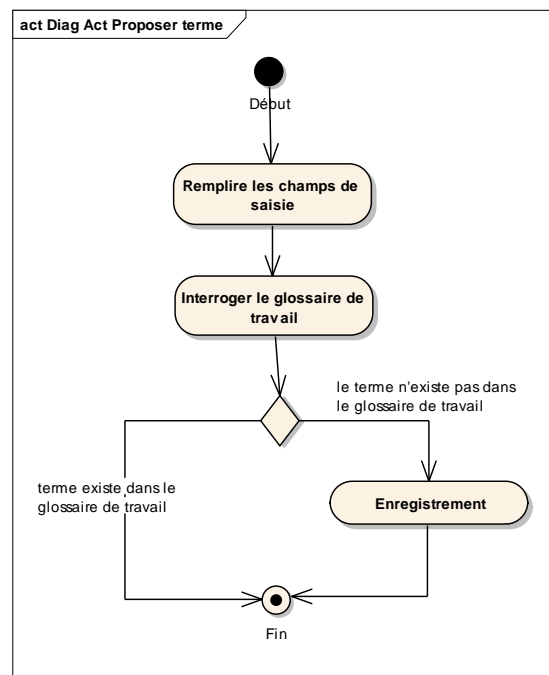 act Diag Act Proposer terme
Début
Remplire les champs de
saisie
Interroger le glossaire de
travail
le terme n'existe pas dans
le glossaire de travail
terme existe dans le
glossaire de travail
Enregistrement
Fin